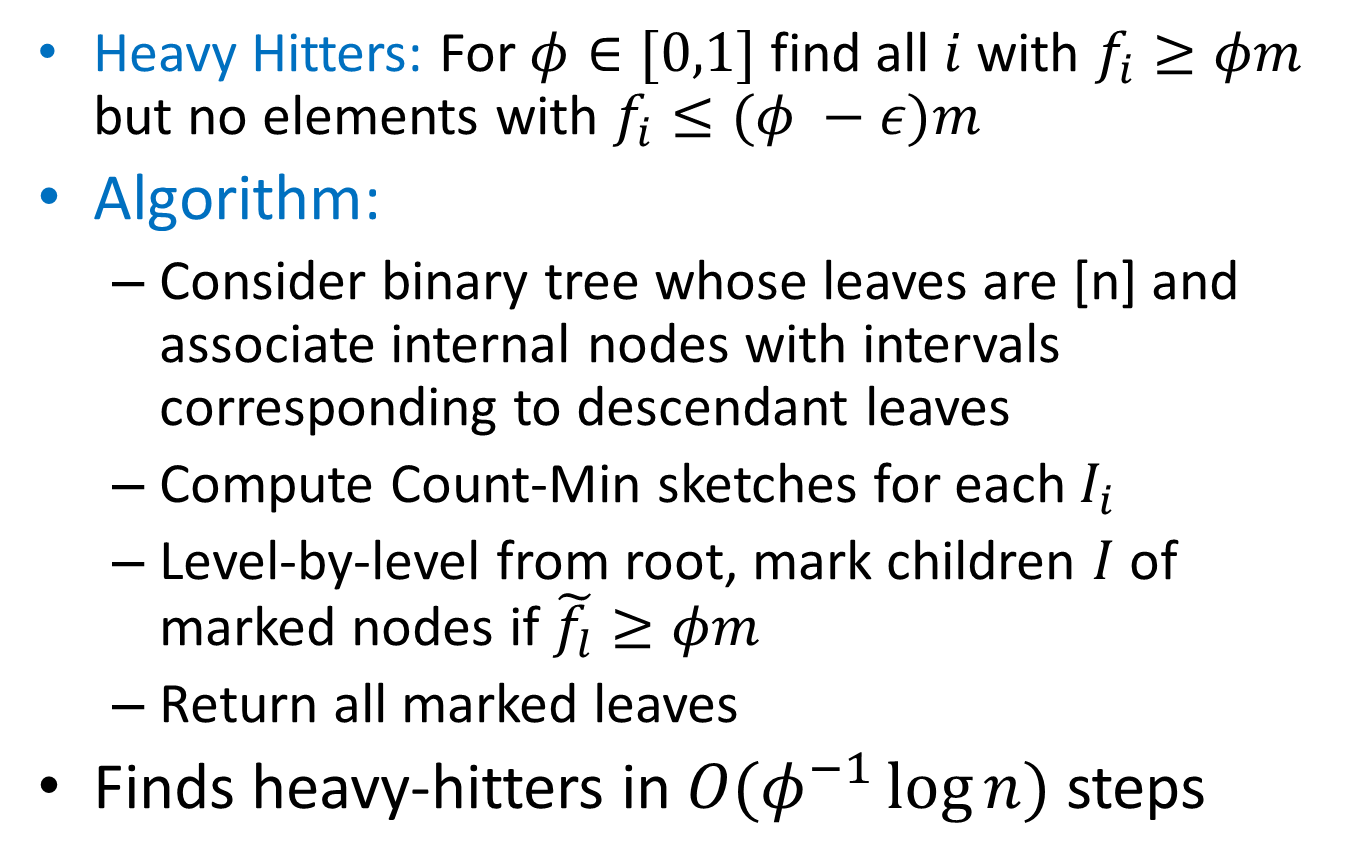 • Heavy Hitters: For ϕ ∈ [0,1] find all i with fᵢ ≥ ϕm
but no elements with fᵢ ≤ (ϕ − ϵ)m
• Algorithm:
– Consider binary tree whose leaves are [n] and
associate internal nodes with intervals
corresponding to descendant leaves
– Compute Count-Min sketches for each Iᵢ
– Level-by-level from root, mark children I of
marked nodes if f̃ₗ ≥ ϕm
– Return all marked leaves
• Finds heavy-hitters in O(ϕ⁻¹ log n) steps